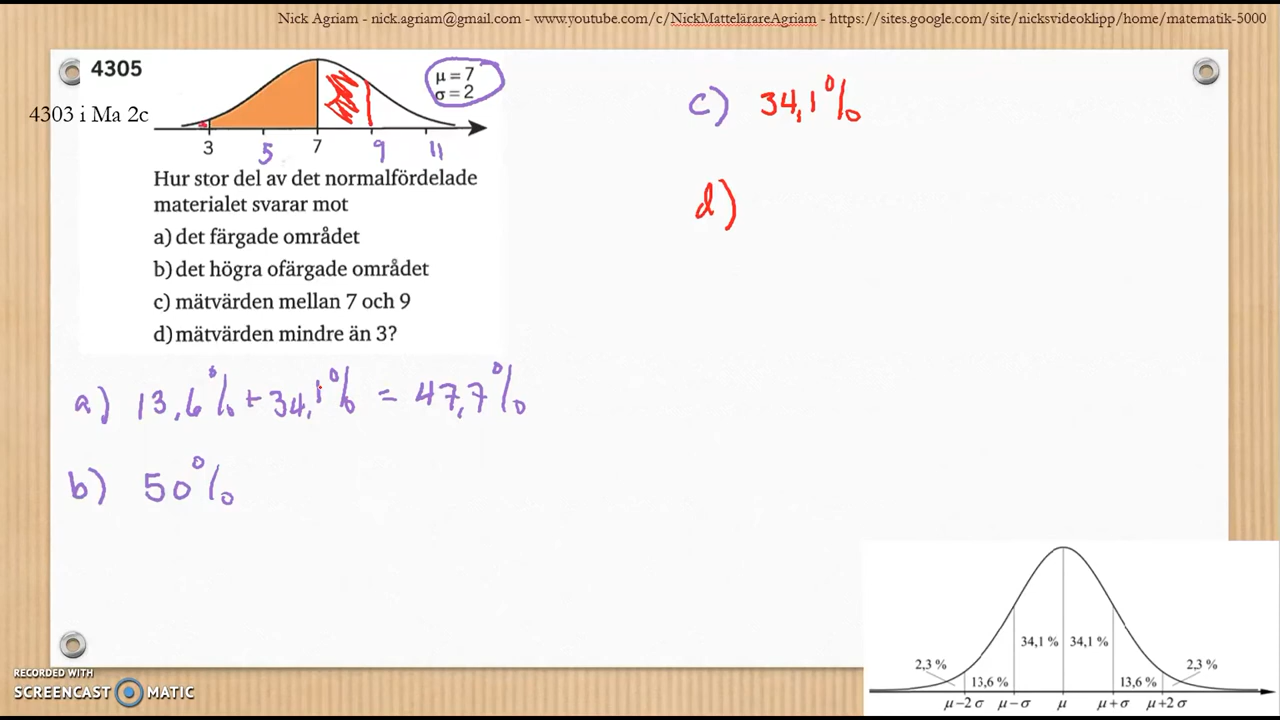 Nick Agriam - nick.agriam@gmail.com - www.youtube.com/c/NickMattelärareAgriam - https://sites.google.com/site/nicksvideoklipp/home/matematik-5000
4305
μ = 7
σ = 2
4303 i Ma 2c
3 5 7 9 11
Hur stor del av det normalfördelade
materialet svarar mot
a) det färgade området
b) det högra ofärgade området
c) mätvärden mellan 7 och 9
d) mätvärden mindre än 3?
a) 13,6% + 34,1% = 47,7%
b) 50%
c) 34,1%
d)
34,1 % 34,1 %
2,3 % 2,3 %
13,6 % 13,6 %
μ−2 σ μ−σ μ μ+σ μ+2 σ
RECORDED WITH
SCREENCAST MATIC